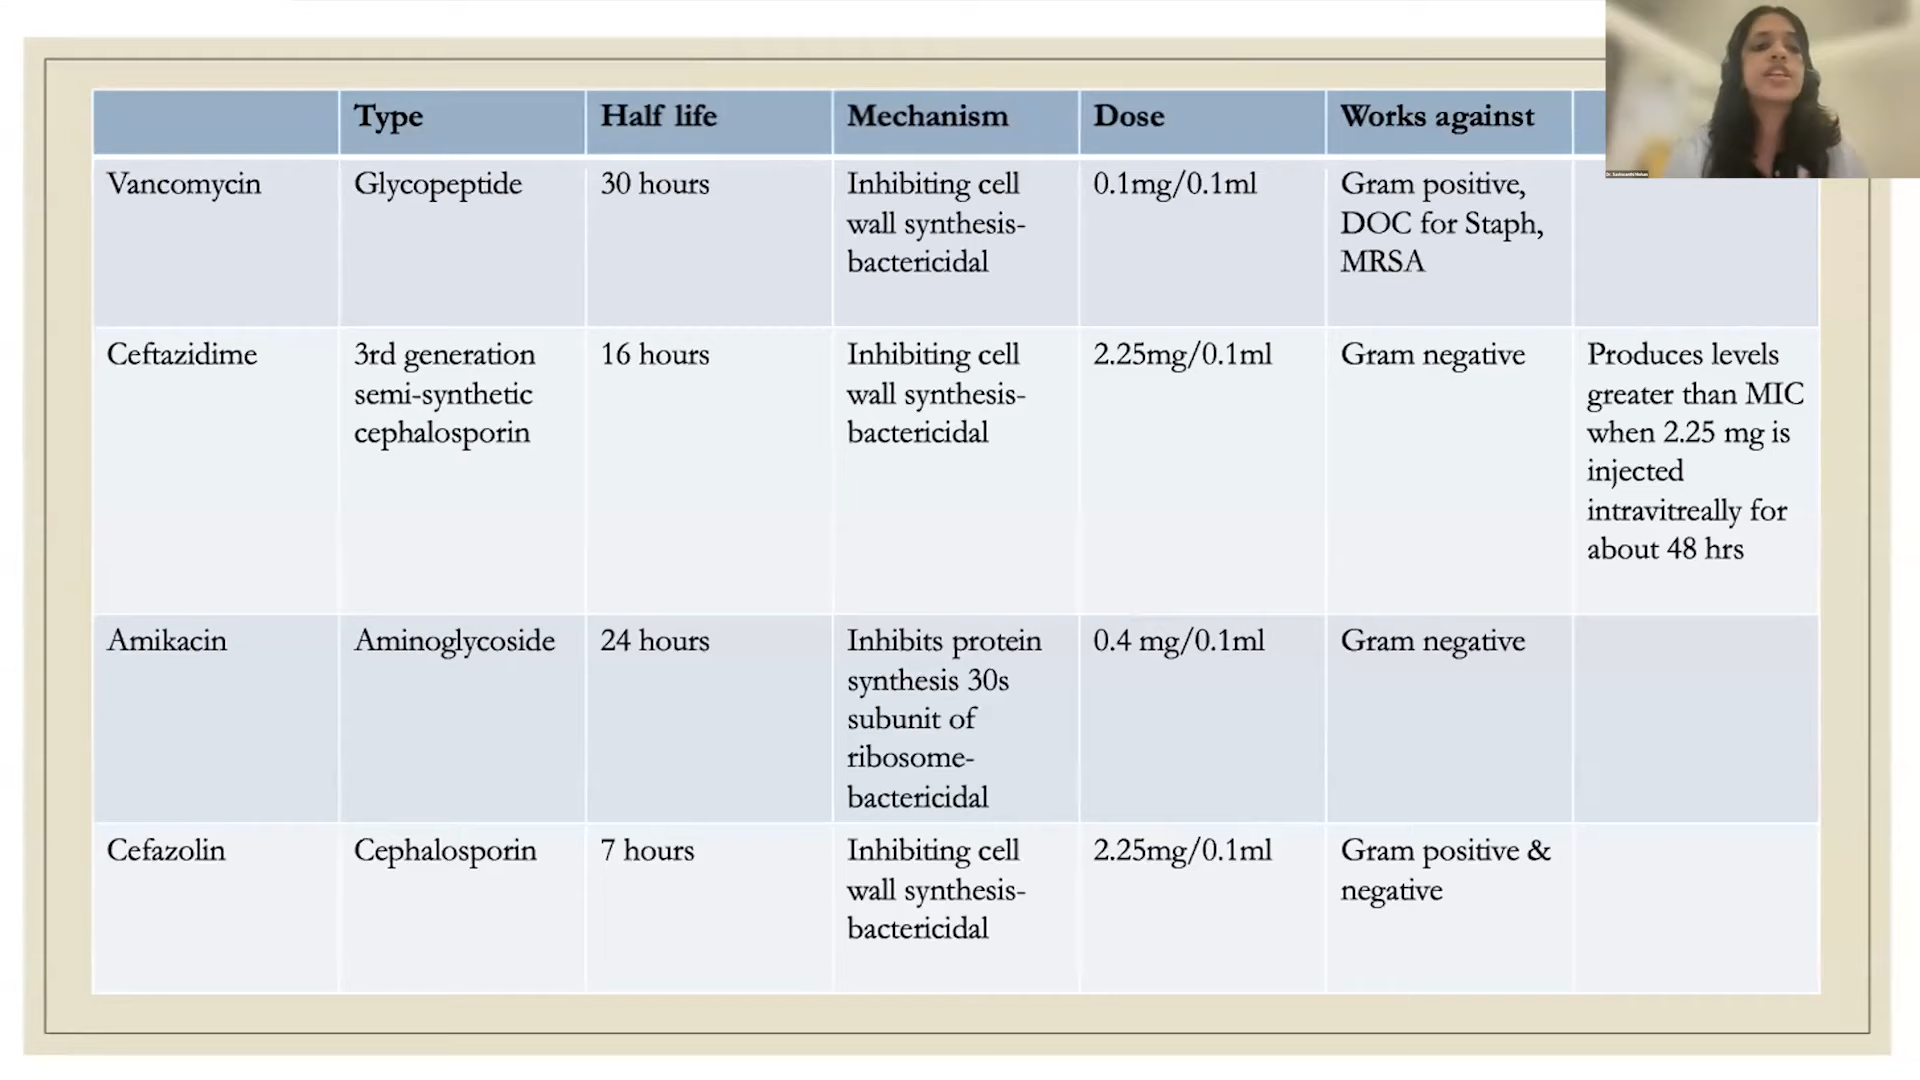 Type Half life Mechanism Dose Works against
Vancomycin Glycopeptide 30 hours Inhibiting cell 0.1mg/0.1ml Gram positive,
wall synthesis- DOC for Staph,
bactericidal MRSA
Ceftazidime 3rd generation 16 hours Inhibiting cell 2.25mg/0.1ml Gram negative Produces levels
semi-synthetic wall synthesis- greater than MIC
cephalosporin bactericidal when 2.25 mg is
injected
intravitreally for
about 48 hrs
Amikacin Aminoglycoside 24 hours Inhibits protein 0.4 mg/0.1ml Gram negative
synthesis 30s
subunit of
ribosome-
bactericidal
Cefazolin Cephalosporin 7 hours Inhibiting cell 2.25mg/0.1ml Gram positive &
wall synthesis- negative
bactericidal